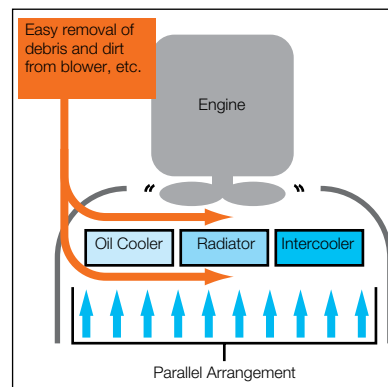 Easy removal of
debris and dirt
from blower, etc.
Engine
Oil Cooler
Radiator
Intercooler
Parallel Arrangement